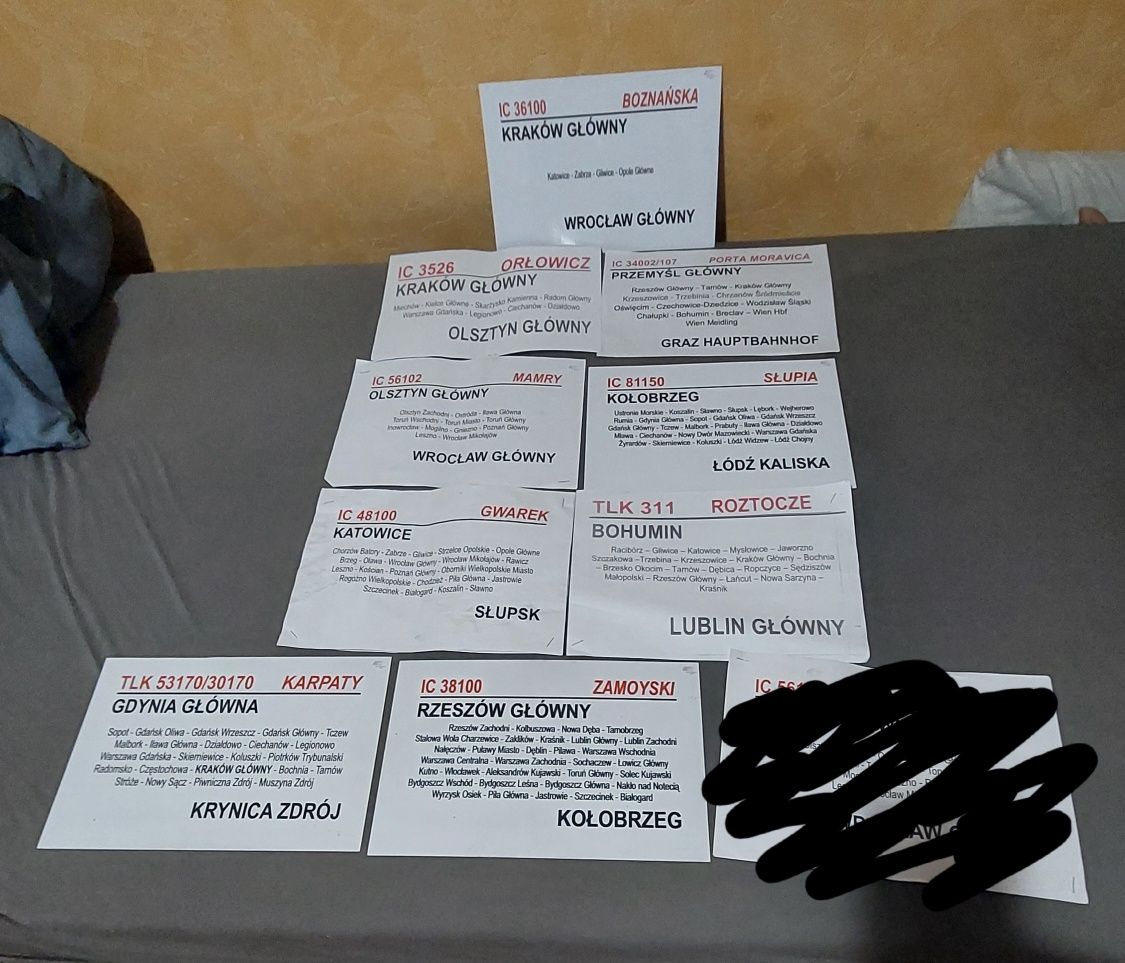 IC 36100 BOZNAŃSKA
KRAKÓW GŁÓWNY
Katowice - Zabrze - Gliwice - Opole Główne
WROCŁAW GŁÓWNY
IC 3526 ORŁOWICZ
KRAKÓW GŁÓWNY
Miechów - Kielce Główne - Skarżysko Kamienna - Radom Główny
Warszawa Gdańska - Legionowo - Ciechanów - Działdowo
OLSZTYN GŁÓWNY
IC 34002/107 PORTA MORAVICA
PRZEMYŚL GŁÓWNY
Rzeszów Główny - Tarnów - Kraków Główny
Krzeszowice - Trzebinia - Chrzanów Śródmieście
Oświęcim - Czechowice-Dziedzice - Wodzisław Śląski
Chałupki - Bohumin - Breclav – Wien Hbf
Wien Meidling
GRAZ HAUPTBAHNHOF
IC 56102 MAMRY
OLSZTYN GŁÓWNY
Olsztyn Zachodni - Ostróda - Iława Główna
Toruń Wschodni - Toruń Miasto - Toruń Główny
Inowrocław - Mogilno - Gniezno - Poznań Główny
Leszno - Wrocław Mikołajów
WROCŁAW GŁÓWNY
IC 81150 SŁUPIA
KOŁOBRZEG
Ustronie Morskie - Koszalin - Sławno - Słupsk - Lębork - Wejherowo
Rumia - Gdynia Główna - Sopot - Gdańsk Oliwa - Gdańsk Wrzeszcz
Gdańsk Główny - Tczew - Malbork - Prabuty - Iława Główna - Działdowo
Mława - Ciechanów - Nowy Dwór Mazowiecki - Warszawa Gdańska
Żyrardów - Skierniewice - Koluszki - Łódź Widzew - Łódź Chojny
ŁÓDŹ KALISKA
IC 48100 GWAREK
KATOWICE
Chorzów Batory - Zabrze - Gliwice - Strzelce Opolskie - Opole Główne
Brzeg - Oława - Wrocław Główny - Wrocław Mikołajów - Rawicz
Leszno - Kościan - Poznań Główny - Oborniki Wielkopolskie Miasto
Rogoźno Wielkopolskie - Chodzież - Piła Główna - Jastrowie
Szczecinek - Białogard - Koszalin - Sławno
SŁUPSK
TLK 311 ROZTOCZE
BOHUMIN
Racibórz – Gliwice – Katowice – Mysłowice – Jaworzno
Szczakowa –Trzebina – Krzeszowice – Kraków Główny – Bochnia
– Brzesko Okocim – Tarnów – Dębica – Ropczyce – Sędziszów
Małopolski – Rzeszów Główny – Łańcut – Nowa Sarzyna –
Kraśnik
LUBLIN GŁÓWNY
TLK 53170/30170 KARPATY
GDYNIA GŁÓWNA
Sopot - Gdańsk Oliwa - Gdańsk Wrzeszcz - Gdańsk Główny - Tczew
Malbork - Iława Główna - Działdowo - Ciechanów - Legionowo
Warszawa Gdańska - Skierniewice - Koluszki - Piotrków Trybunalski
Radomsko - Częstochowa - KRAKÓW GŁÓWNY - Bochnia - Tarnów
Stróże - Nowy Sącz - Piwniczna Zdrój - Muszyna Zdrój
KRYNICA ZDRÓJ
IC 38100 ZAMOYSKI
RZESZÓW GŁÓWNY
Rzeszów Zachodni - Kolbuszowa - Nowa Dęba - Tarnobrzeg
Stalowa Wola Charzewice - Zaklików - Kraśnik - Lublin Główny - Lublin Zachodni
Nałęczów - Puławy Miasto - Dęblin - Pilawa - Warszawa Wschodnia
Warszawa Centralna - Warszawa Zachodnia - Sochaczew - Łowicz Główny
Kutno - Włocławek - Aleksandrów Kujawski - Toruń Główny - Solec Kujawski
Bydgoszcz Wschód - Bydgoszcz Leśna - Bydgoszcz Główna - Nakło nad Notecią
Wyrzysk Osiek - Piła Główna - Jastrowie - Szczecinek - Białogard
KOŁOBRZEG
IC